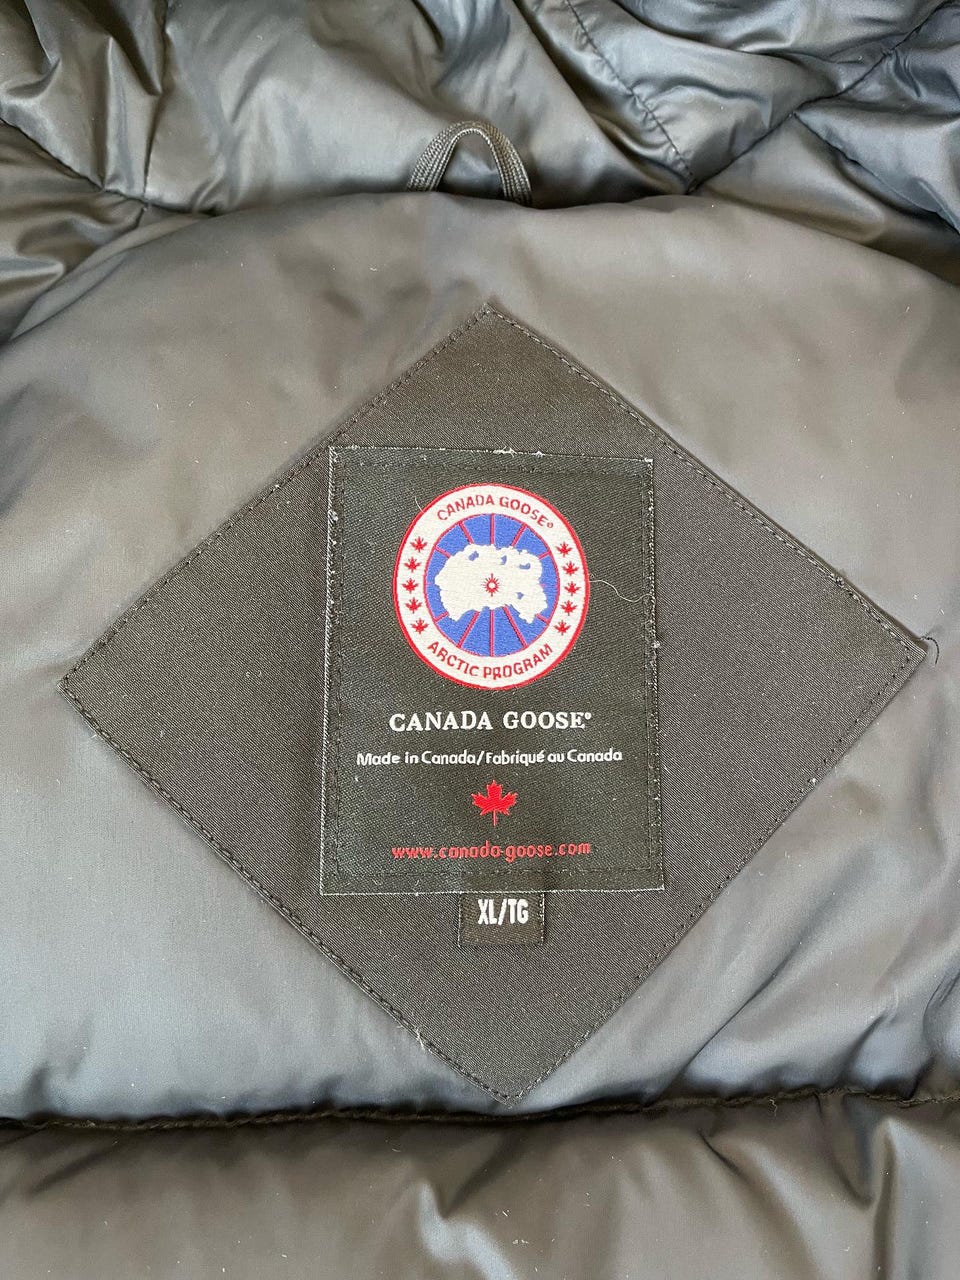 CANADA GOOSE®
ARCTIC PROGRAM
CANADA GOOSE®
Made in Canada/Fabriqué au Canada
www.canada-goose.com
XL/TG